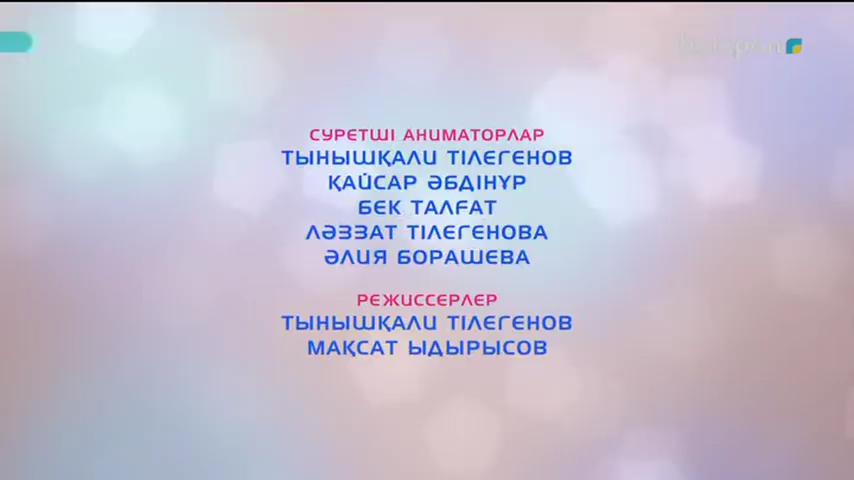 СУРЕТШІ АНИМАТОРЛАР
ТЫНЫШҚАЛИ ТІЛЕГЕНОВ
ҚАЙСАР ӘБДІНҰР
БЕК ТАЛҒАТ
ЛӘЗЗАТ ТІЛЕГЕНОВА
ӘЛИЯ БОРАШЕВА
РЕЖИССЕРЛЕР
ТЫНЫШҚАЛИ ТІЛЕГЕНОВ
МАҚСАТ ЫДЫРЫСОВ